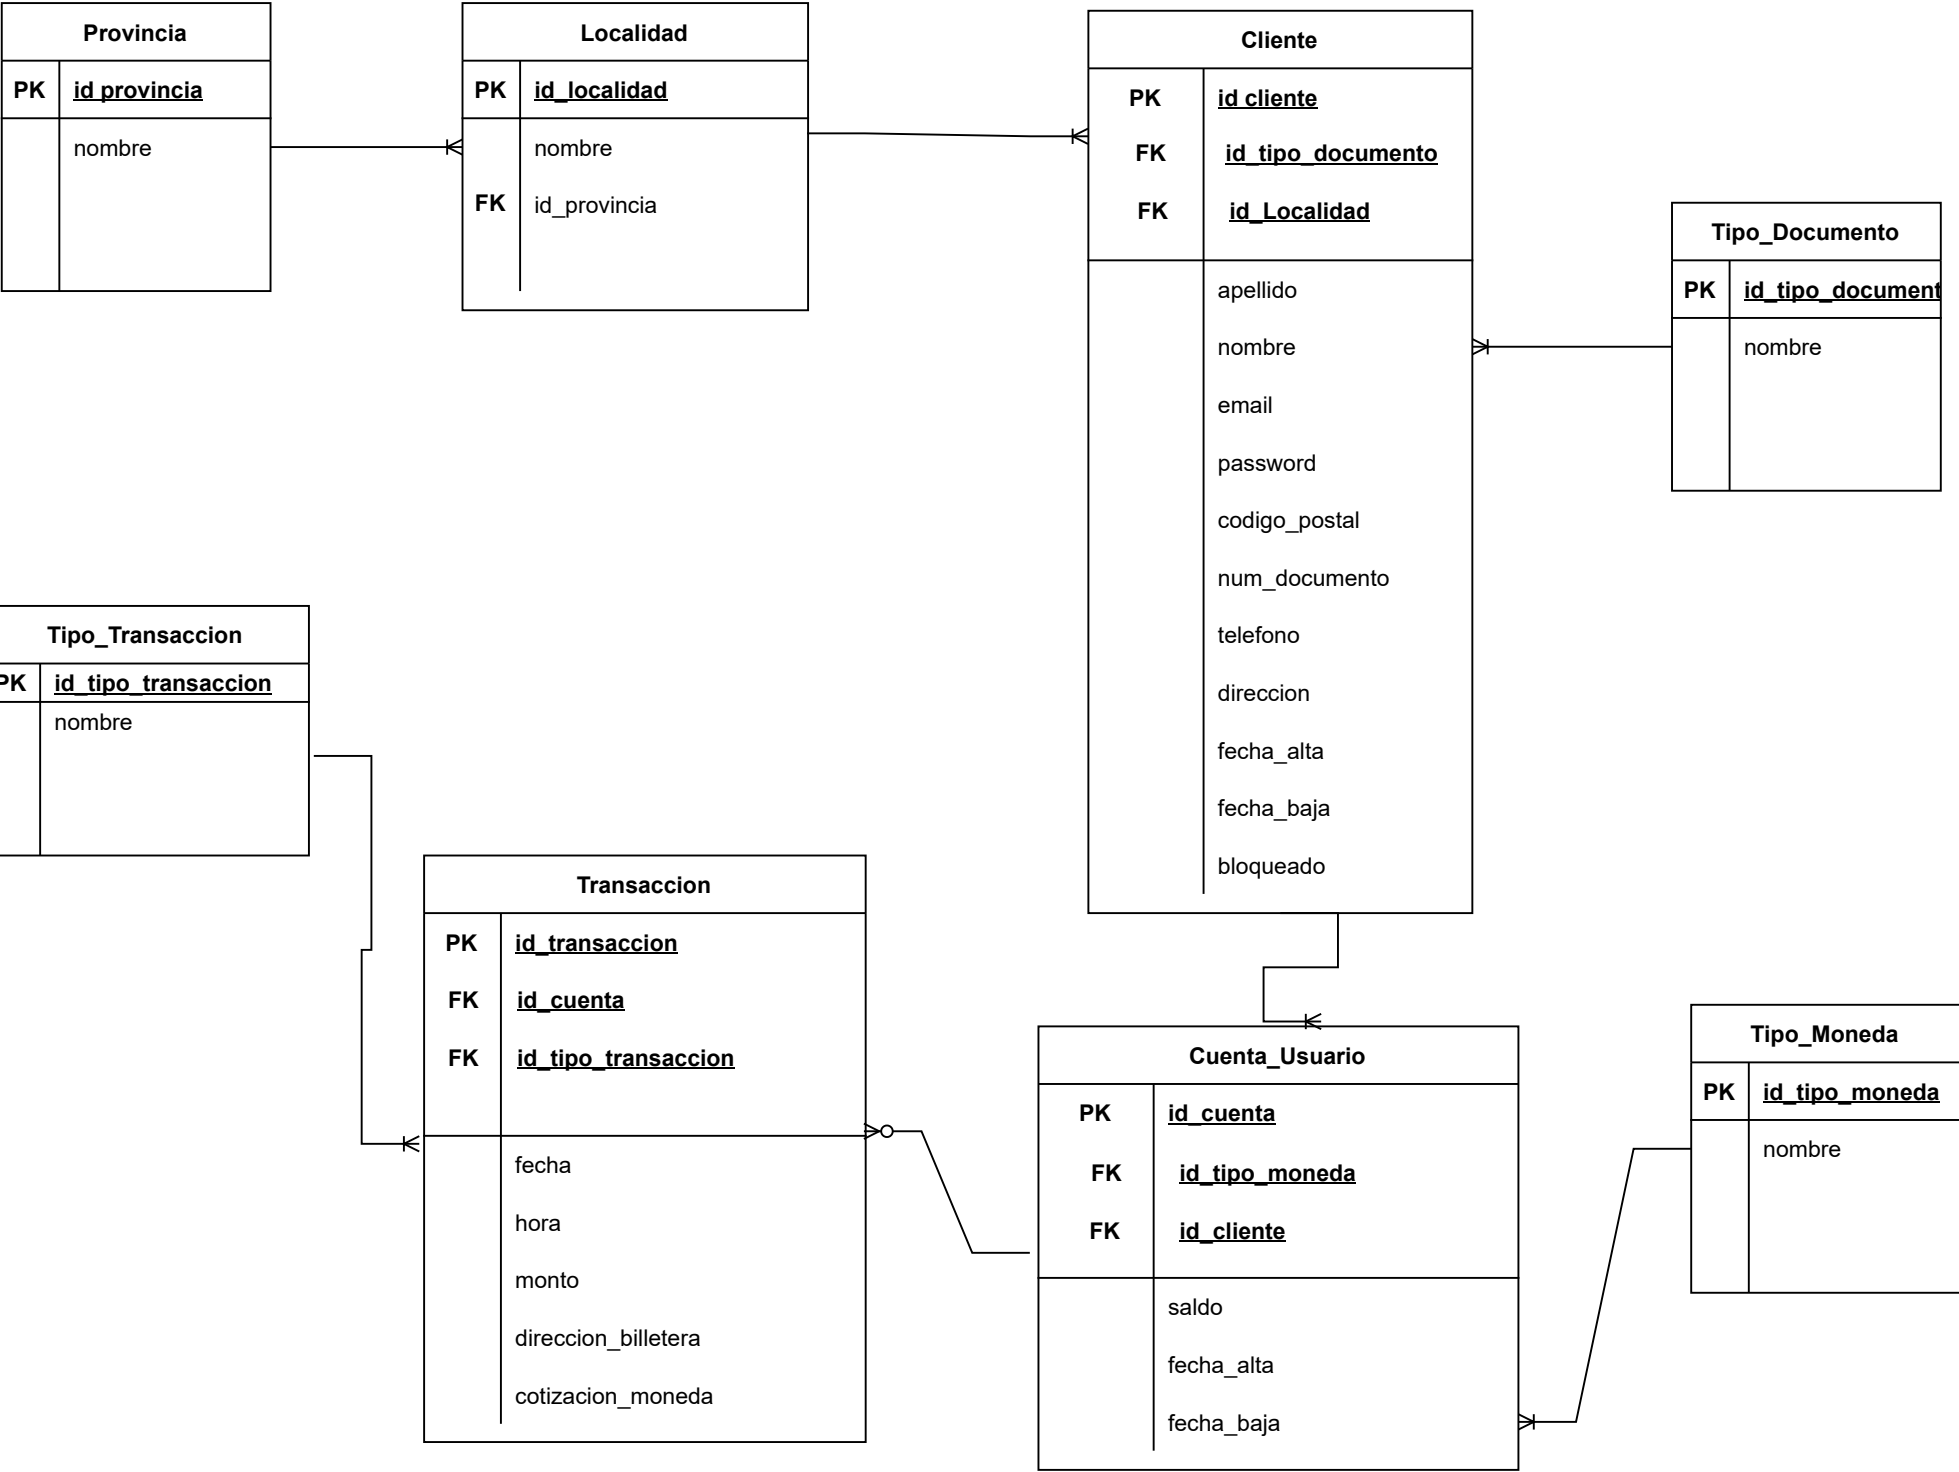 Provincia
PK id provincia
nombre
Localidad
PK id_localidad
nombre
FK id_provincia
Cliente
PK id cliente
FK id_tipo_documento
FK id_Localidad
apellido
nombre
email
password
codigo_postal
num_documento
telefono
direccion
fecha_alta
fecha_baja
bloqueado
Tipo_Documento
PK id_tipo_document
nombre
Tipo_Transaccion
PK id_tipo_transaccion
nombre
Transaccion
PK id_transaccion
FK id_cuenta
FK id_tipo_transaccion
fecha
hora
monto
direccion_billetera
cotizacion_moneda
Cuenta_Usuario
PK id_cuenta
FK id_tipo_moneda
FK id_cliente
saldo
fecha_alta
fecha_baja
Tipo_Moneda
PK id_tipo_moneda
nombre